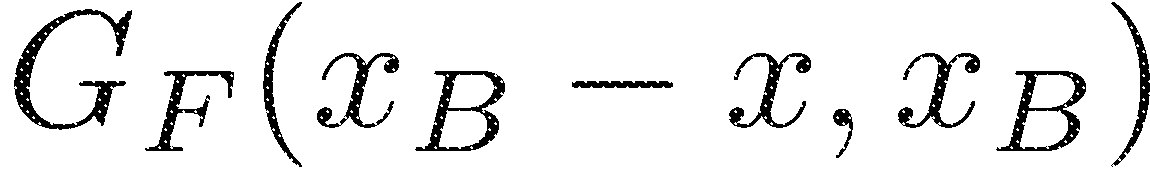 G_F(x_B − x, x_B)